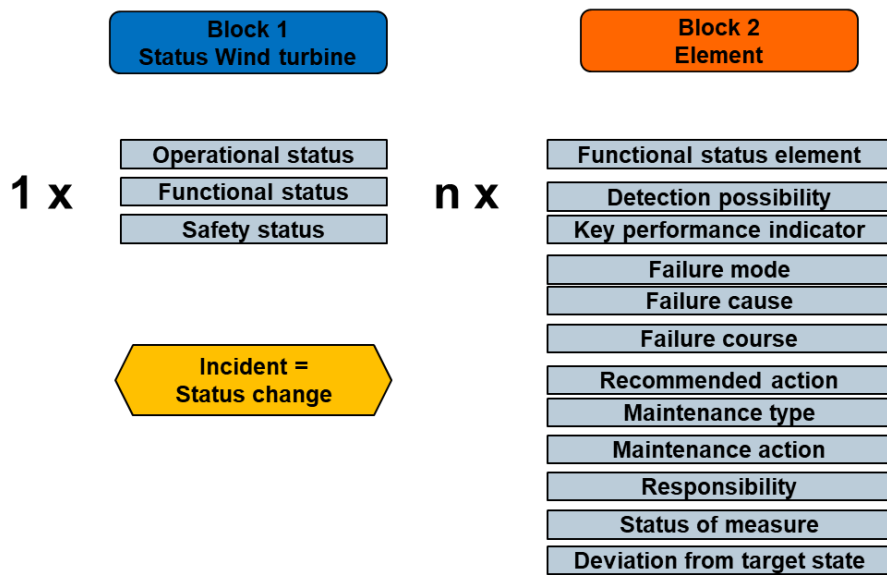 Block 1
Status Wind turbine
1 x
Operational status
Functional status
Safety status
Incident =
Status change
Block 2
Element
n x
Functional status element
Detection possibility
Key performance indicator
Failure mode
Failure cause
Failure course
Recommended action
Maintenance type
Maintenance action
Responsibility
Status of measure
Deviation from target state